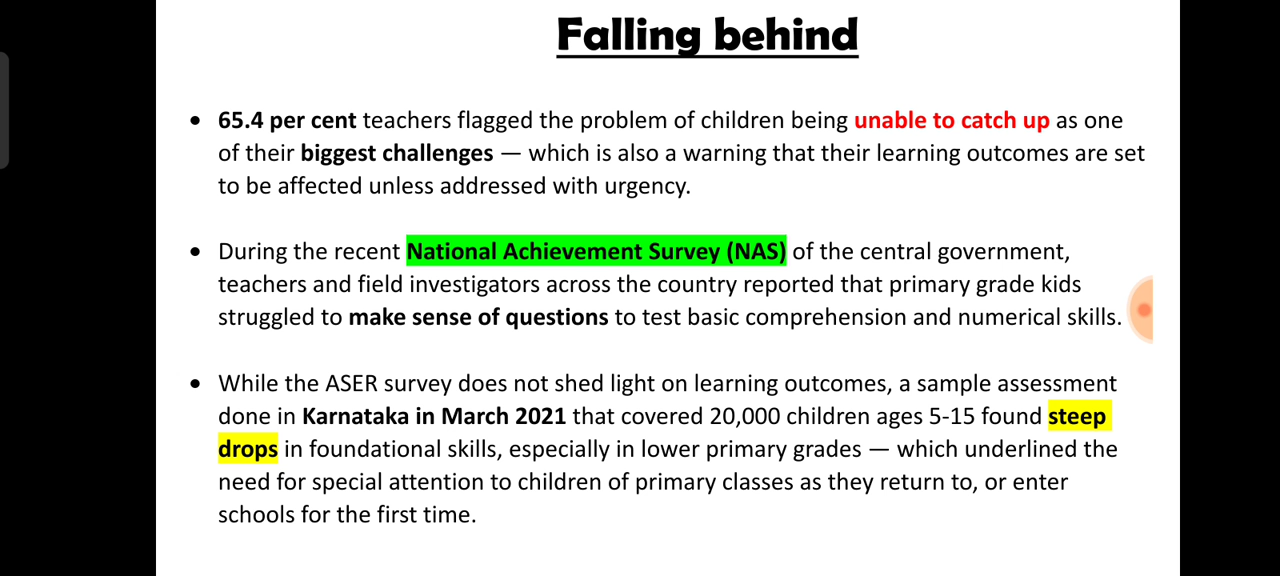 Falling behind
• 65.4 per cent teachers flagged the problem of children being unable to catch up as one
of their biggest challenges — which is also a warning that their learning outcomes are set
to be affected unless addressed with urgency.
• During the recent National Achievement Survey (NAS) of the central government,
teachers and field investigators across the country reported that primary grade kids
struggled to make sense of questions to test basic comprehension and numerical skills.
• While the ASER survey does not shed light on learning outcomes, a sample assessment
done in Karnataka in March 2021 that covered 20,000 children ages 5-15 found steep
drops in foundational skills, especially in lower primary grades — which underlined the
need for special attention to children of primary classes as they return to, or enter
schools for the first time.